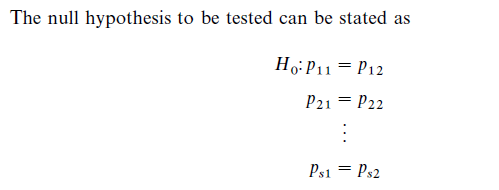 The null hypothesis to be tested can be stated as
H₀: p₁₁ = p₁₂
p₂₁ = p₂₂
⋮
pₛ₁ = pₛ₂